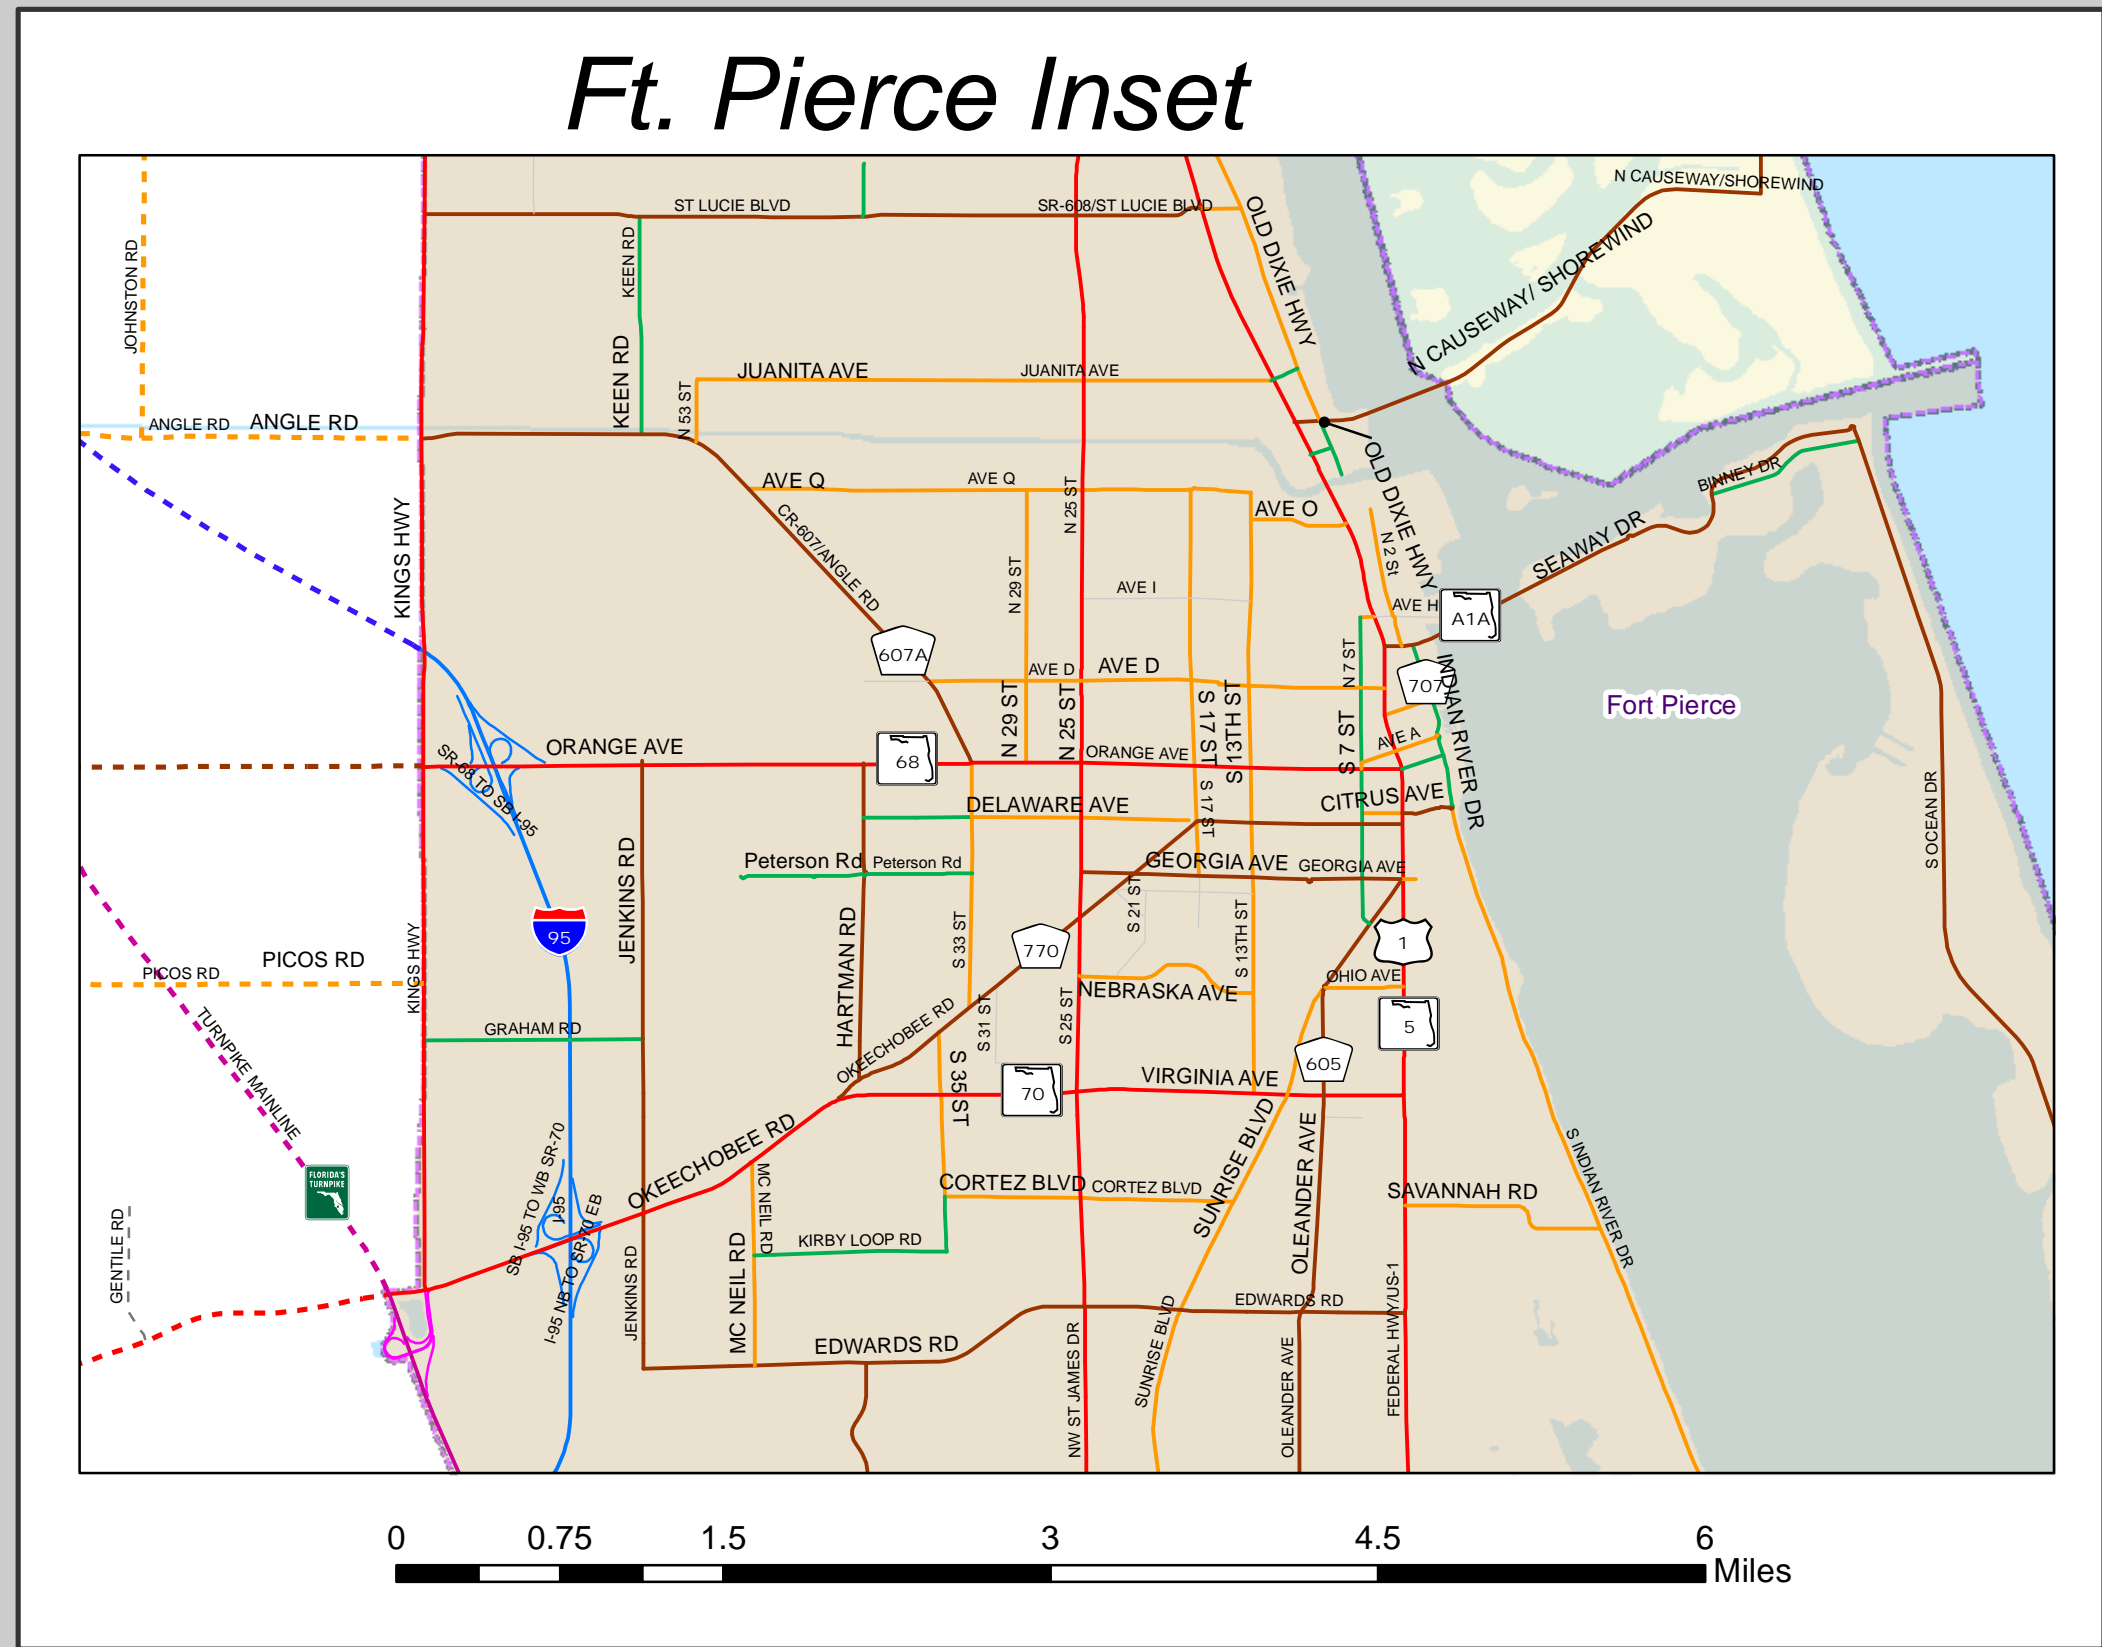 Ft. Pierce Inset
N CAUSEWAY/SHOREWIND
ST LUCIE BLVD
SR-608/ST LUCIE BLVD
OLD DIXIE HWY
JOHNSTON RD
KEEN RD
N CAUSEWAY/ SHOREWIND
KEEN RD
JUANITA AVE
JUANITA AVE
N 53 ST
ANGLE RD
ANGLE RD
OLD DIXIE HWY
BINNEY DR
AVE Q
AVE Q
N 25 ST
AVE O
CR-607/ANGLE RD
KINGS HWY
N 2 St
SEAWAY DR
N 29 ST
AVE I
AVE H
A1A
607A
N 7 ST
AVE D
AVE D
707
INDIAN RIVER DR
Fort Pierce
N 29 ST
N 25 ST
S 17 ST
S 13TH ST
S 7 ST
AVE A
ORANGE AVE
68
ORANGE AVE
SR-68 TO SB I-95
S 17 ST
DELAWARE AVE
CITRUS AVE
S OCEAN DR
JENKINS RD
Peterson Rd
Peterson Rd
GEORGIA AVE
GEORGIA AVE
S 21 ST
HARTMAN RD
S 33 ST
S 13TH ST
95
770
1
PICOS RD
PICOS RD
KINGS HWY
OHIO AVE
NEBRASKA AVE
S 31 ST
S 25 ST
5
GRAHAM RD
OKEECHOBEE RD
605
TURNPIKE MAINLINE
S 35 ST
70
VIRGINIA AVE
OKEECHOBEE RD
SUNRISE BLVD
OLEANDER AVE
S INDIAN RIVER DR
FLORIDA'S
TURNPIKE
SB I-95 TO WB SR-70
I-95
I-95 NB TO SR-70 EB
MC NEIL RD
CORTEZ BLVD
CORTEZ BLVD
SAVANNAH RD
GENTILE RD
KIRBY LOOP RD
MC NEIL RD
JENKINS RD
EDWARDS RD
EDWARDS RD
NW ST JAMES DR
SUNRISE BLVD
OLEANDER AVE
FEDERAL HWY/US-1
0 0.75 1.5 3 4.5 6
Miles